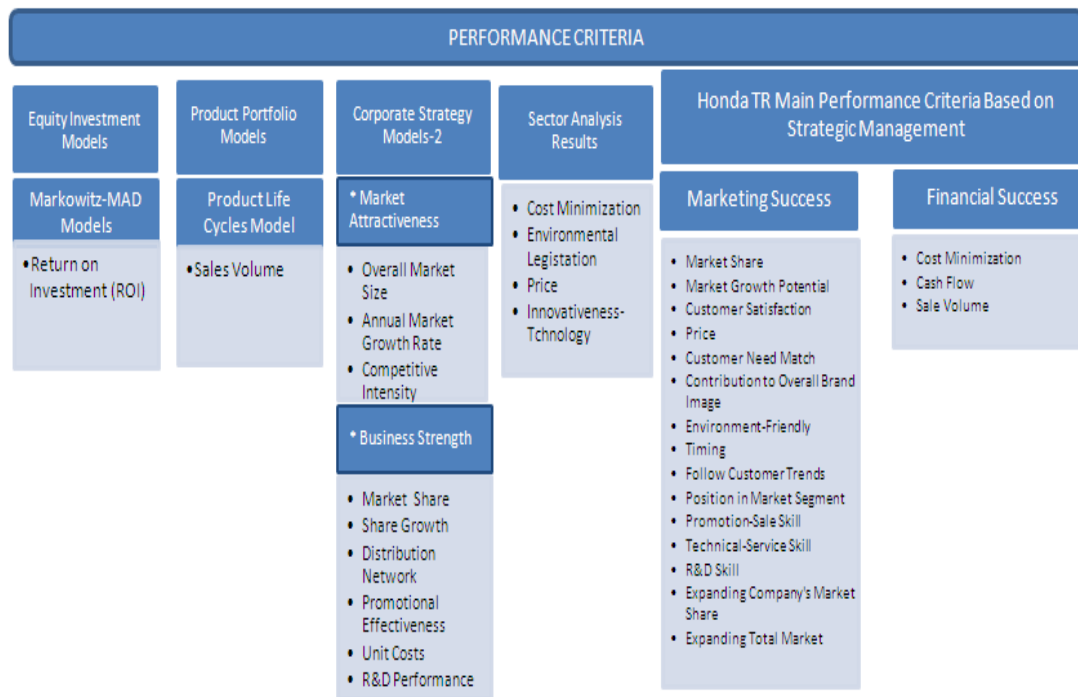 PERFORMANCE CRITERIA
Equity Investment
Models
Markowitz-MAD
Models
•Return on
Investment (ROI)
Product Portfolio
Models
Product Life
Cycles Model
•Sales Volume
Corporate Strategy
Models-2
* Market
Attractiveness
• Overall Market
Size
• Annual Market
Growth Rate
• Competitive
Intensity
* Business Strength
• Market Share
• Share Growth
• Distribution
Network
• Promotional
Effectiveness
• Unit Costs
• R&D Performance
Sector Analysis
Results
• Cost Minimization
• Environmental
Legistation
• Price
• Innovativeness-
Tchnology
Honda TR Main Performance Criteria Based on
Strategic Management
Marketing Success
• Market Share
• Market Growth Potential
• Customer Satisfaction
• Price
• Customer Need Match
• Contribution to Overall Brand
Image
• Environment-Friendly
• Timing
• Follow Customer Trends
• Position in Market Segment
• Promotion-Sale Skill
• Technical-Service Skill
• R&D Skill
• Expanding Company's Market
Share
• Expanding Total Market
Financial Success
• Cost Minimization
• Cash Flow
• Sale Volume